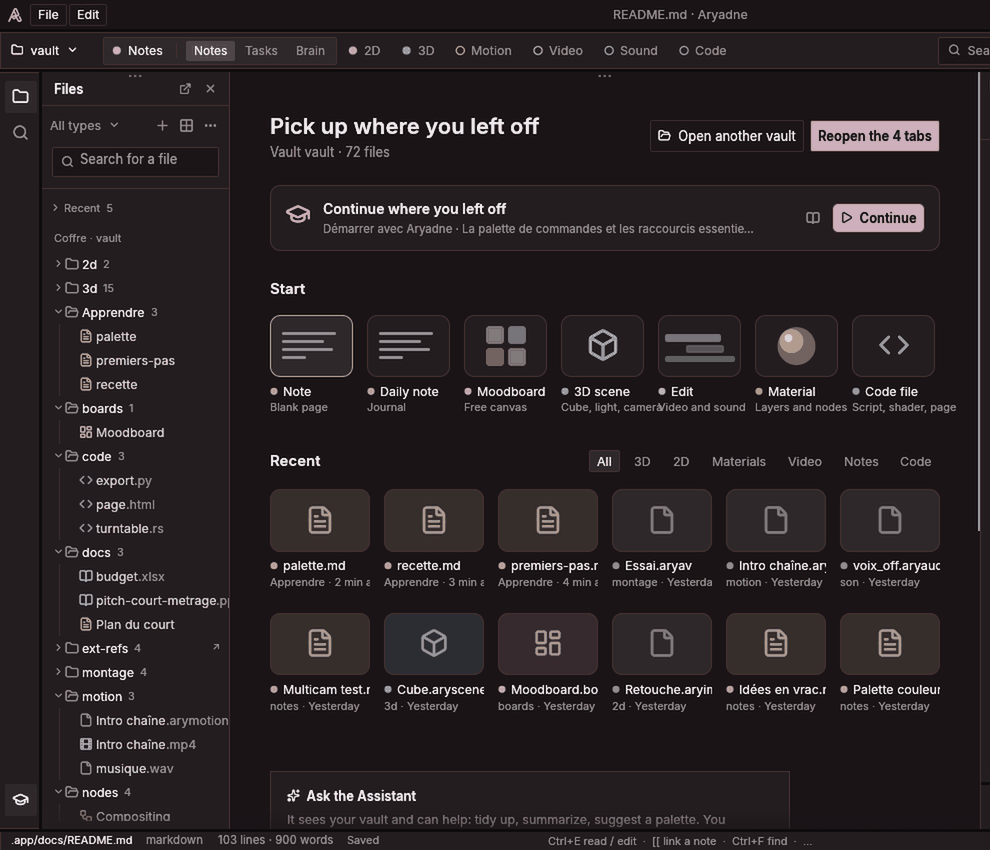 File Edit README.md · Aryadne
vault Notes Notes Tasks Brain 2D 3D Motion Video Sound Code Sea
Files
All types
Search for a file
Recent 5
Coffre · vault
2d 2
3d 15
Apprendre 3
palette
premiers-pas
recette
boards 1
Moodboard
code 3
export.py
page.html
turntable.rs
docs 3
budget.xlsx
pitch-court-metrage.pp
Plan du court
ext-refs 4
montage 4
motion 3
Intro chaîne.arymotion
Intro chaîne.mp4
musique.wav
nodes 4
Compositing
Pick up where you left off
Vault vault · 72 files
Open another vault Reopen the 4 tabs
Continue where you left off
Démarrer avec Aryadne · La palette de commandes et les raccourcis essentie...
Continue
Start
Note Daily note Moodboard 3D scene Edit Material Code file
Blank page Journal Free canvas Cube, light, camera Video and sound Layers and nodes Script, shader, page
Recent All 3D 2D Materials Video Notes Code
palette.md recette.md premiers-pas.r Essai.aryav Intro chaîne.ary voix_off.aryauc
Apprendre · 2 min a Apprendre · 3 min a Apprendre · 4 min a montage · Yesterda motion · Yesterday son · Yesterday
Multicam test.r Cube.aryscene Moodboard.bo Retouche.aryin Idées en vrac.r Palette couleur
notes · Yesterday 3d · Yesterday boards · Yesterday 2d · Yesterday notes · Yesterday notes · Yesterday
Ask the Assistant
It sees your vault and can help: tidy up, summarize, suggest a palette. You
.app/docs/README.md markdown 103 lines · 900 words Saved Ctrl+E read / edit · [[ link a note · Ctrl+F find · ...